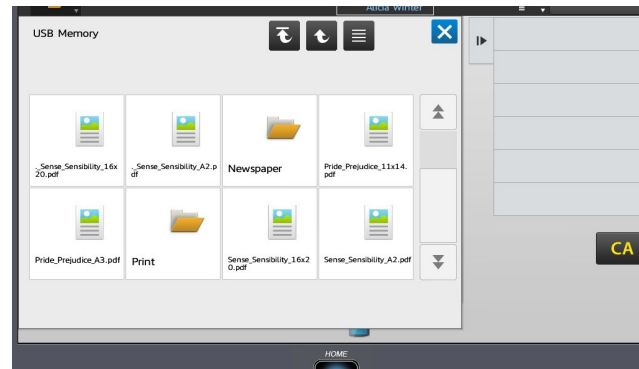 Alicia Winter
USB Memory
._Sense_Sensibility_16x
20.pdf
._Sense_Sensibility_A2.p
df
Newspaper
Pride_Prejudice_11x14.
pdf
Pride_Prejudice_A3.pdf
Print
Sense_Sensibility_16x2
0.pdf
Sense_Sensibility_A2.pdf
CA
HOME